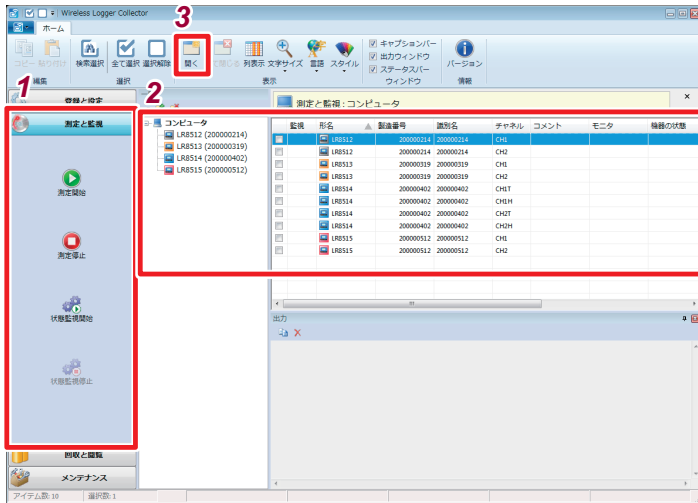 Wireless Logger Collector
ホーム
3
コピー 貼り付け 検索選択 全て選択 選択解除 開く 全て閉じる 列表示 文字サイズ 言語 スタイル
キャプションバー
出力ウィンドウ
ステータスバー
バージョン
編集 選択 表示 ウィンドウ 情報
1
2
登録と設定
測定と監視
測定開始
測定停止
状態監視開始
状態監視停止
回収と閲覧
メンテナンス
コンピュータ
LR8512 (200000214)
LR8513 (200000319)
LR8514 (200000402)
LR8515 (200000512)
測定と監視 : コンピュータ
監視 形名 製造番号 識別名 チャネル コメント モニタ 機器の状態
LR8512 200000214 200000214 CH1
LR8512 200000214 200000214 CH2
LR8513 200000319 200000319 CH1
LR8513 200000319 200000319 CH2
LR8514 200000402 200000402 CH1T
LR8514 200000402 200000402 CH1H
LR8514 200000402 200000402 CH2T
LR8514 200000402 200000402 CH2H
LR8515 200000512 200000512 CH1
LR8515 200000512 200000512 CH2
出力
アイテム数: 10 選択数: 1